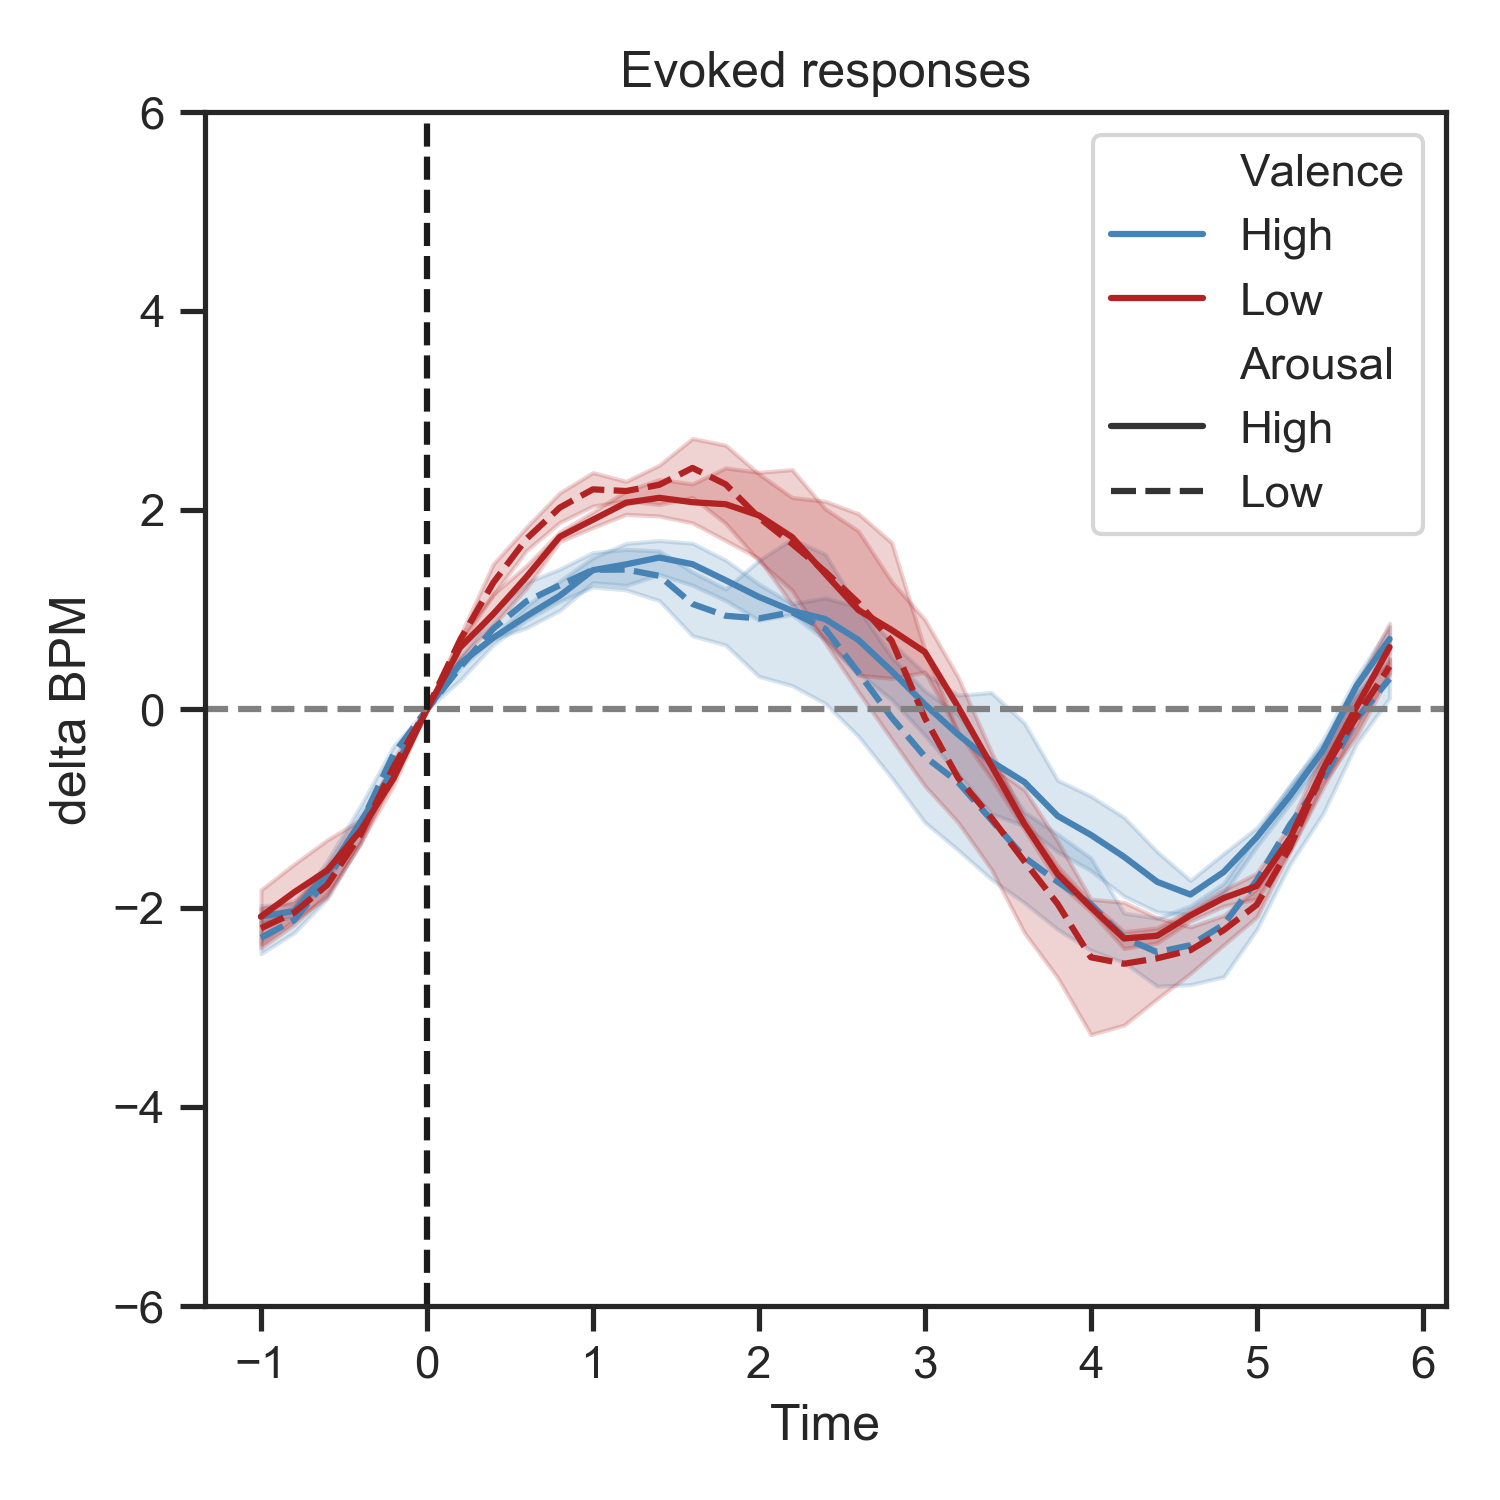 Evoked responses
6
4
2
0
−2
−4
−6
delta BPM
Valence
High
Low
Arousal
High
Low
−1 0 1 2 3 4 5 6
Time